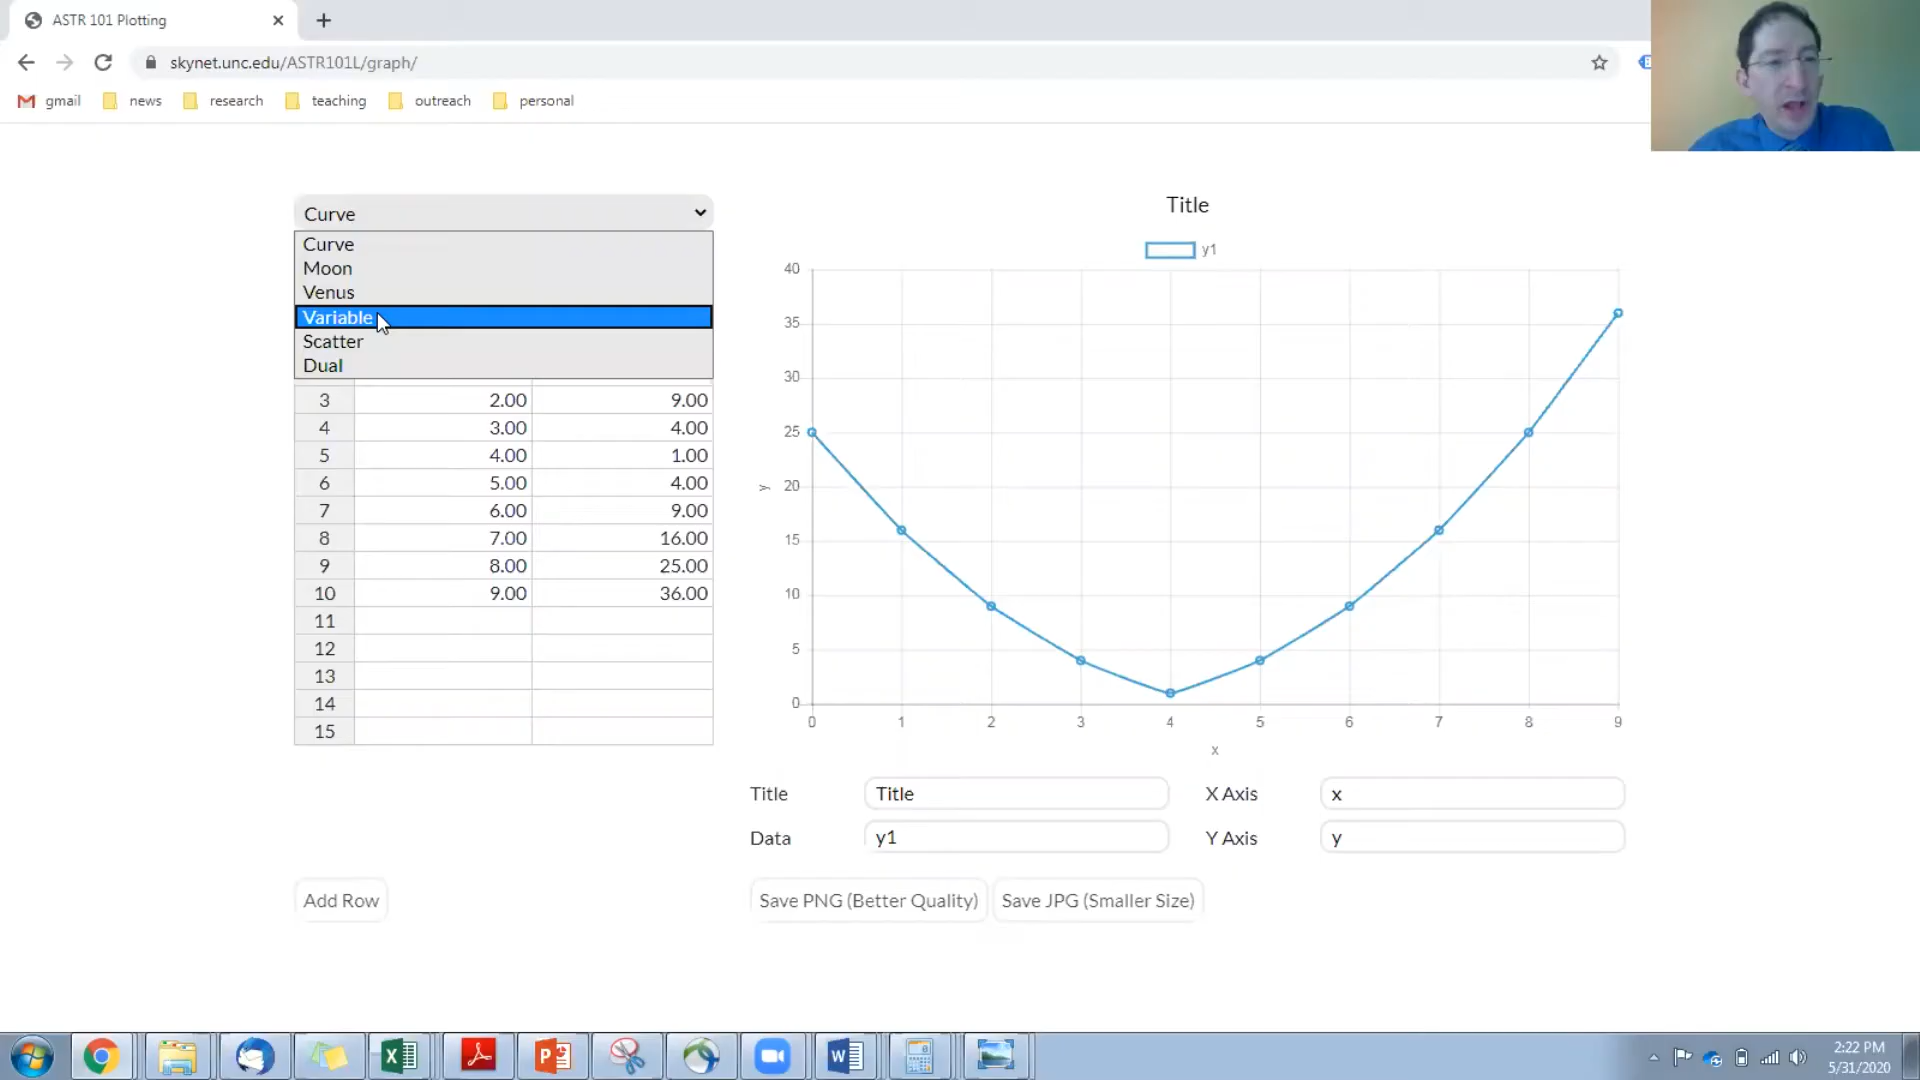 ASTR 101 Plotting
skynet.unc.edu/ASTR101L/graph/
gmail
news
research
teaching
outreach
personal
Curve
Curve
Moon
Venus
Variable
Scatter
Dual
3 2.00 9.00
4 3.00 4.00
5 4.00 1.00
6 5.00 4.00
7 6.00 9.00
8 7.00 16.00
9 8.00 25.00
10 9.00 36.00
11
12
13
14
15
Add Row
Title
y1
40
35
30
25
20
15
10
5
0
y
0 1 2 3 4 5 6 7 8 9
x
Title Title X Axis x
Data y1 Y Axis y
Save PNG (Better Quality) Save JPG (Smaller Size)
2:22 PM
5/31/2020